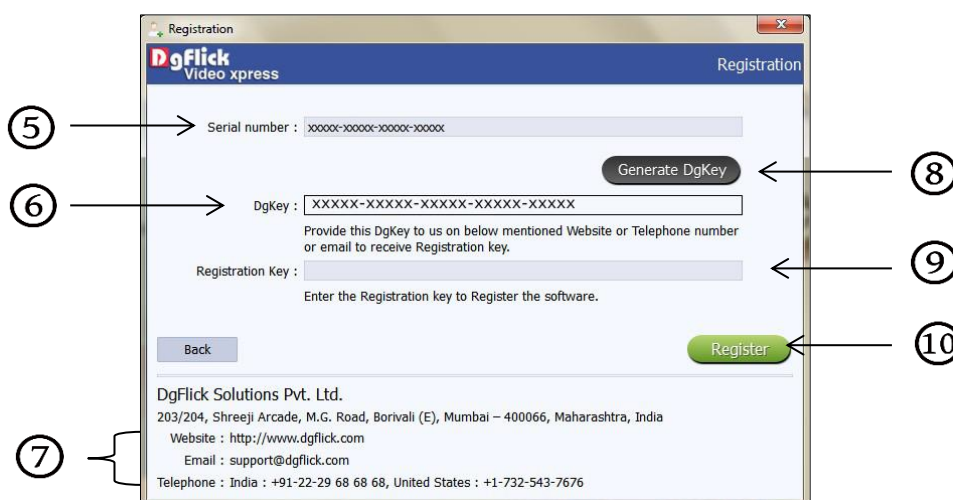 Registration
DgFlick
Video xpress
Registration
5
Serial number : xxxxx-xxxxx-xxxxx-xxxxx
Generate DgKey
8
6
DgKey : XXXXX-XXXXX-XXXXX-XXXXX-XXXXX
Provide this DgKey to us on below mentioned Website or Telephone number
or email to receive Registration key.
Registration Key :
9
Enter the Registration key to Register the software.
Back
Register
10
DgFlick Solutions Pvt. Ltd.
203/204, Shreeji Arcade, M.G. Road, Borivali (E), Mumbai – 400066, Maharashtra, India
7
Website : http://www.dgflick.com
Email : support@dgflick.com
Telephone : India : +91-22-29 68 68 68, United States : +1-732-543-7676